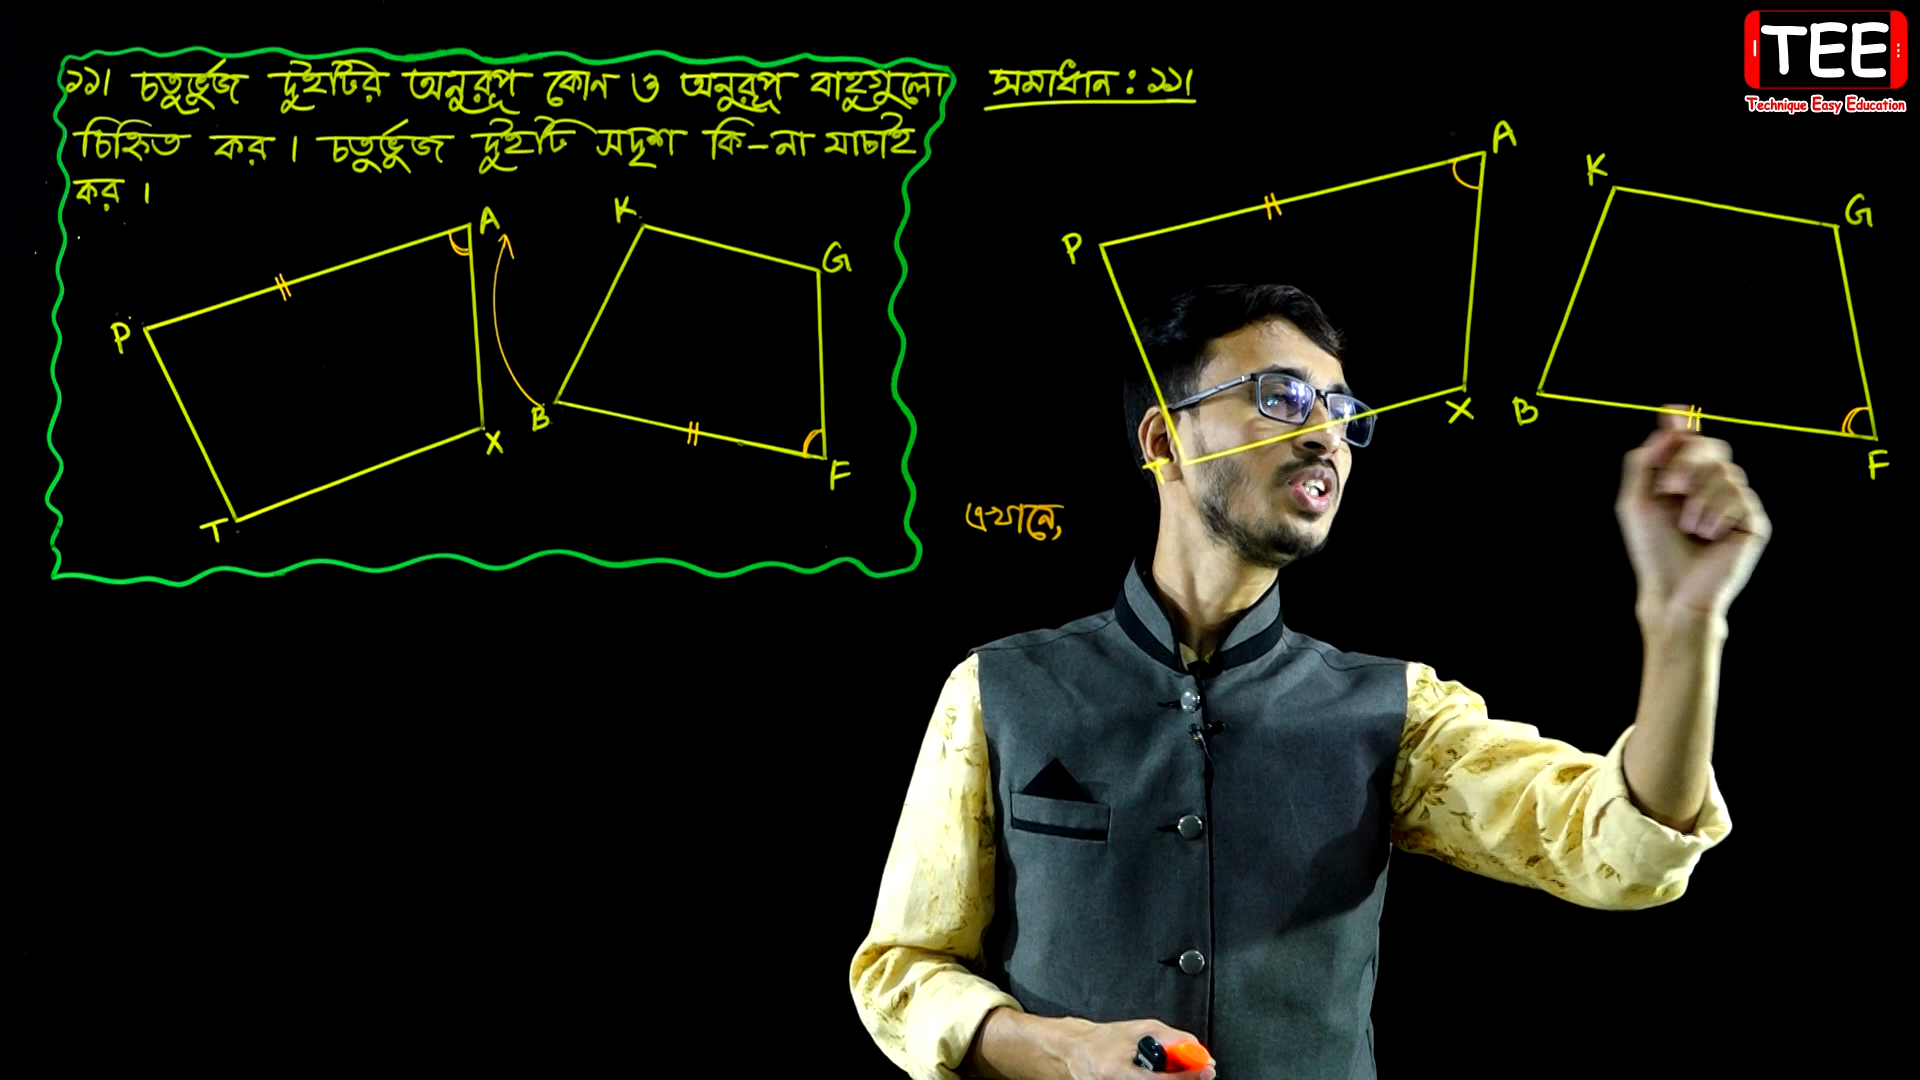 ১১। চতুর্ভুজ দুইটির অনুরূপ কোণ ও অনুরূপ বাহুগুলো
চিহ্নিত কর। চতুর্ভুজ দুইটি সদৃশ কি-না যাচাই
কর।
P
A
X
T
K
G
B
F
সমাধান : ১১।
P
A
X
T
K
G
B
F
এখানে,
TEE
Technique Easy Education